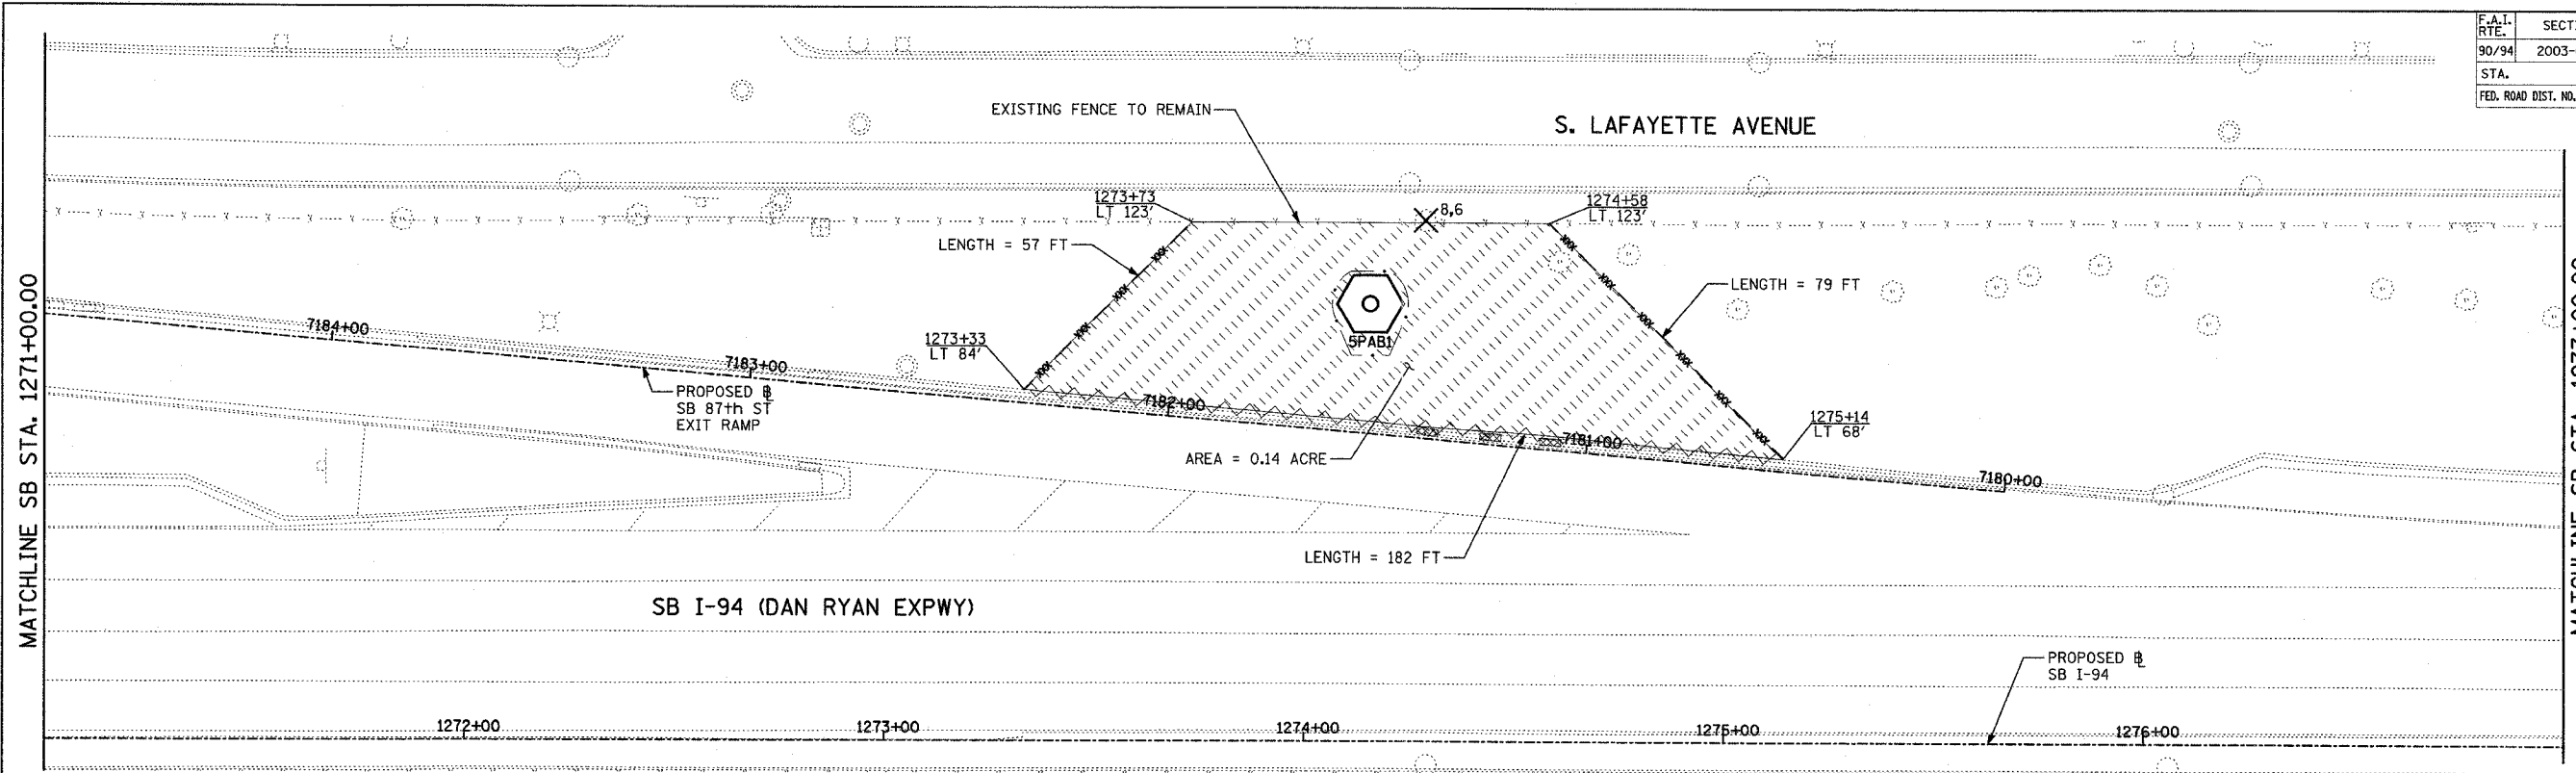 F.A.I.
RTE.
90/94
2003-
STA.
FED. ROAD DIST. NO.
EXISTING FENCE TO REMAIN
S. LAFAYETTE AVENUE
1273+73
LT 123'
8,6
1274+58
LT 123'
LENGTH = 57 FT
LENGTH = 79 FT
MATCHLINE SB STA. 1271+00.00
7184+00
1273+33
LT 84'
5PAB1
7183+00
PROPOSED
SB 87th ST
EXIT RAMP
7182+00
1275+14
LT 68'
7181+00
AREA = 0.14 ACRE
7180+00
LENGTH = 182 FT
SB I-94 (DAN RYAN EXPWY)
PROPOSED
SB I-94
1272+00
1273+00
1274+00
1275+00
1276+00